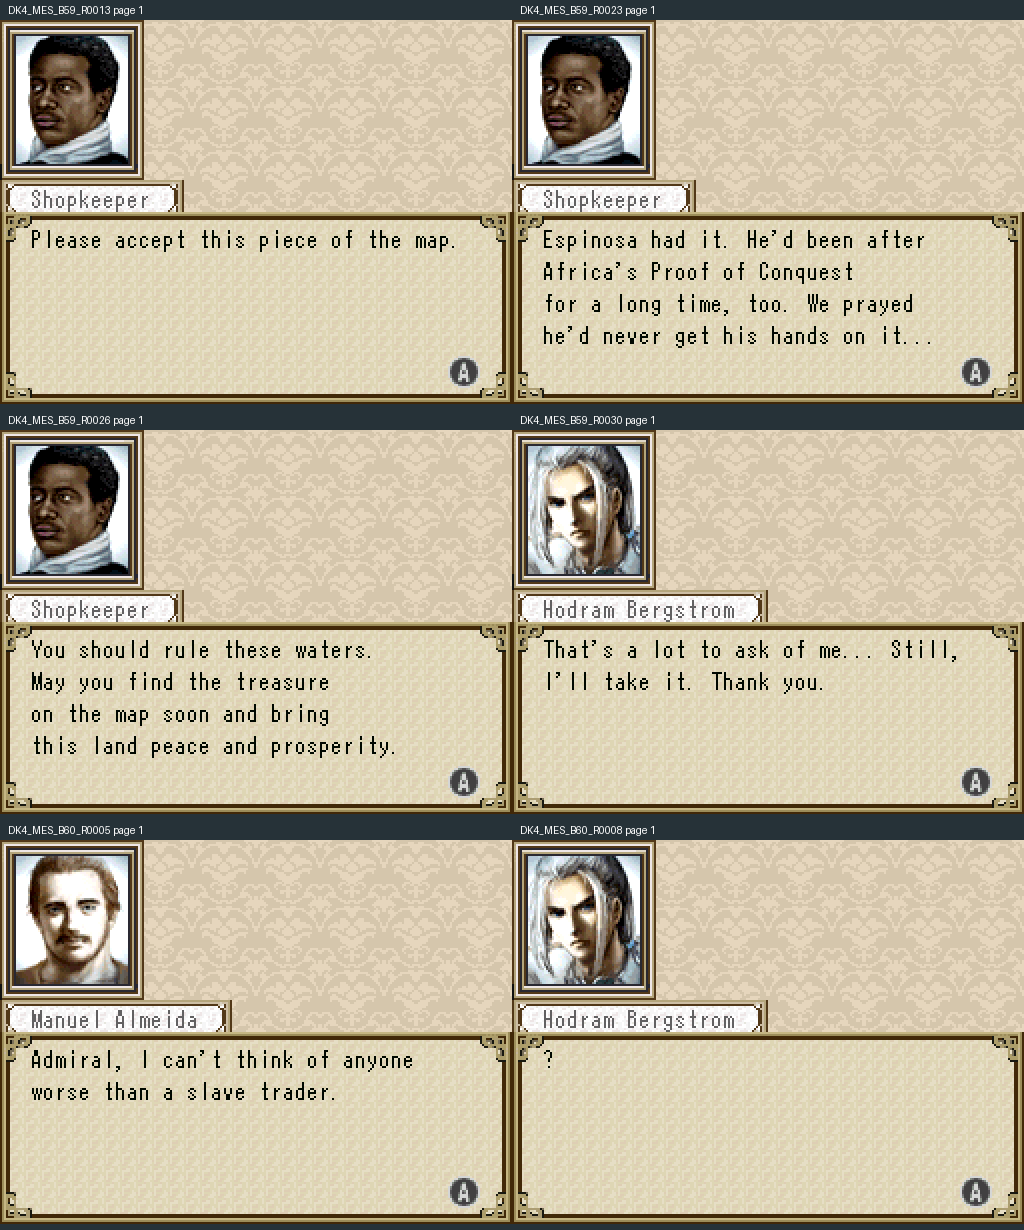 DK4_MES_B59_R0013 page 1
Shopkeeper
Please accept this piece of the map.
A
DK4_MES_B59_R0023 page 1
Shopkeeper
Espinosa had it. He'd been after
Africa's Proof of Conquest
for a long time, too. We prayed
he'd never get his hands on it...
A
DK4_MES_B59_R0026 page 1
Shopkeeper
You should rule these waters.
May you find the treasure
on the map soon and bring
this land peace and prosperity.
A
DK4_MES_B59_R0030 page 1
Hodram Bergstrom
That's a lot to ask of me... Still,
I'll take it. Thank you.
A
DK4_MES_B60_R0005 page 1
Manuel Almeida
Admiral, I can't think of anyone
worse than a slave trader.
A
DK4_MES_B60_R0008 page 1
Hodram Bergstrom
?
A